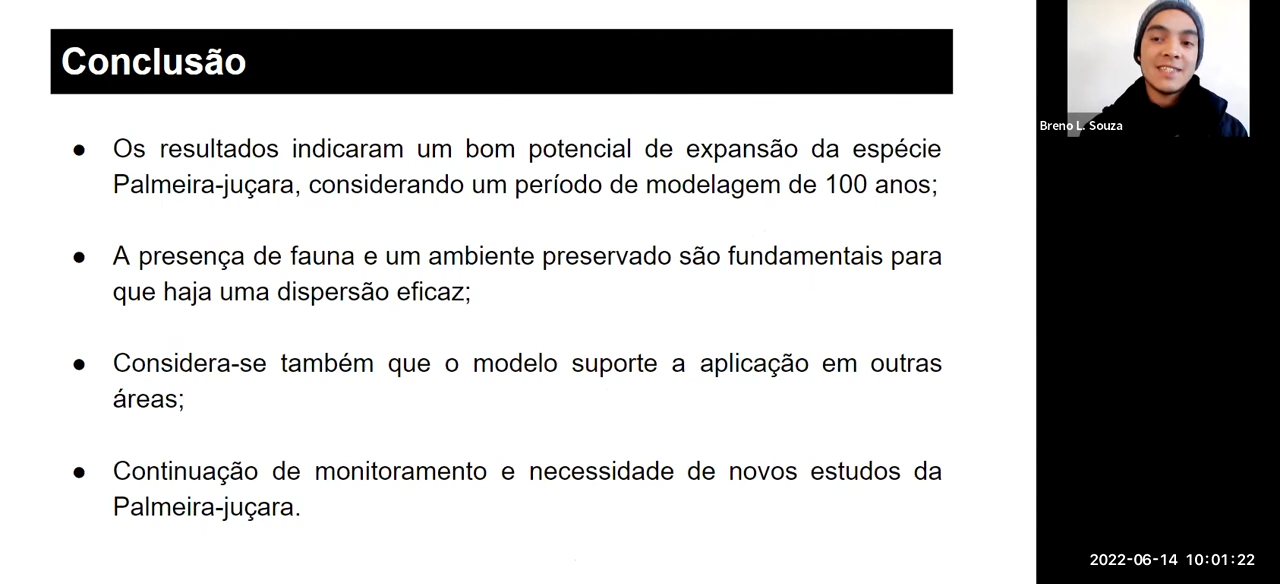 Conclusão
● Os resultados indicaram um bom potencial de expansão da espécie
Palmeira-juçara, considerando um período de modelagem de 100 anos;
● A presença de fauna e um ambiente preservado são fundamentais para
que haja uma dispersão eficaz;
● Considera-se também que o modelo suporte a aplicação em outras
áreas;
● Continuação de monitoramento e necessidade de novos estudos da
Palmeira-juçara.
Breno L. Souza
2022-06-14 10:01:22